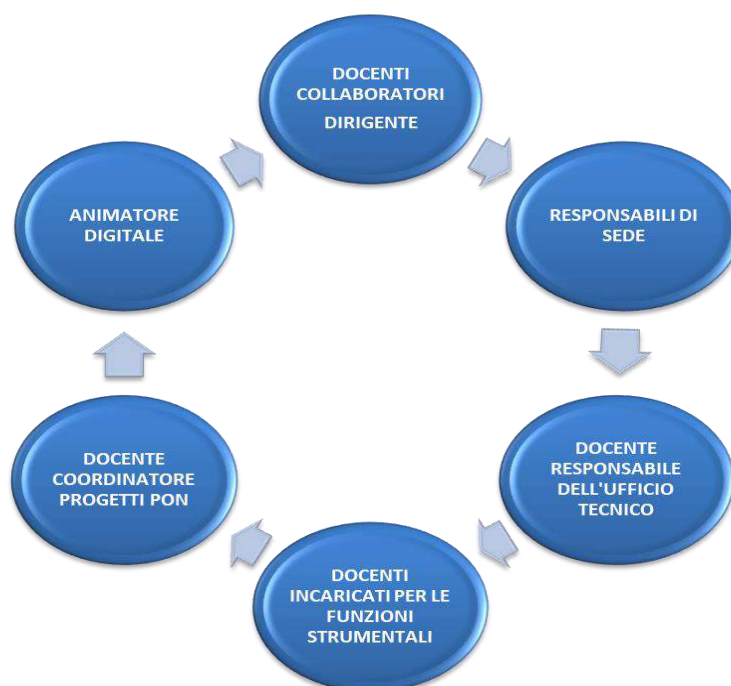 DOCENTI
COLLABORATORI
DIRIGENTE
RESPONSABILI DI
SEDE
DOCENTE
RESPONSABILE
DELL'UFFICIO
TECNICO
DOCENTI
INCARICATI PER LE
FUNZIONI
STRUMENTALI
DOCENTE
COORDINATORE
PROGETTI PON
ANIMATORE
DIGITALE